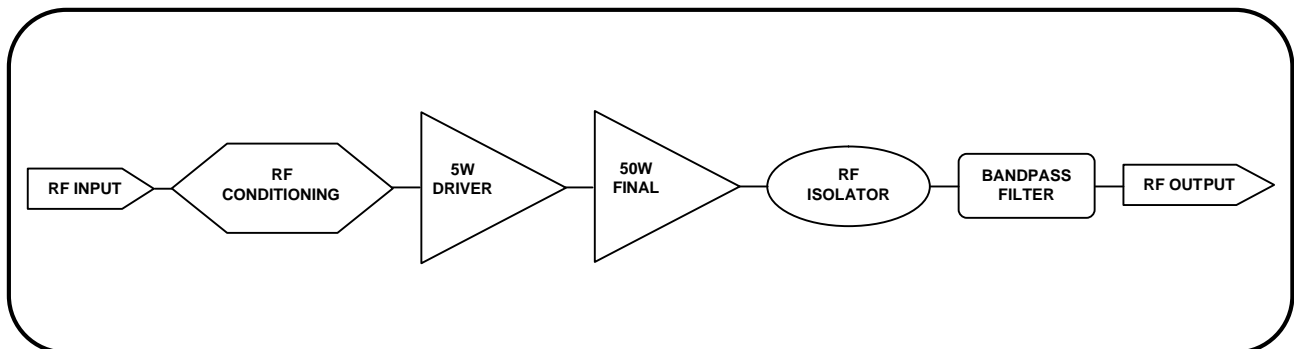 RF INPUT
RF
CONDITIONING
5W
DRIVER
50W
FINAL
RF
ISOLATOR
BANDPASS
FILTER
RF OUTPUT